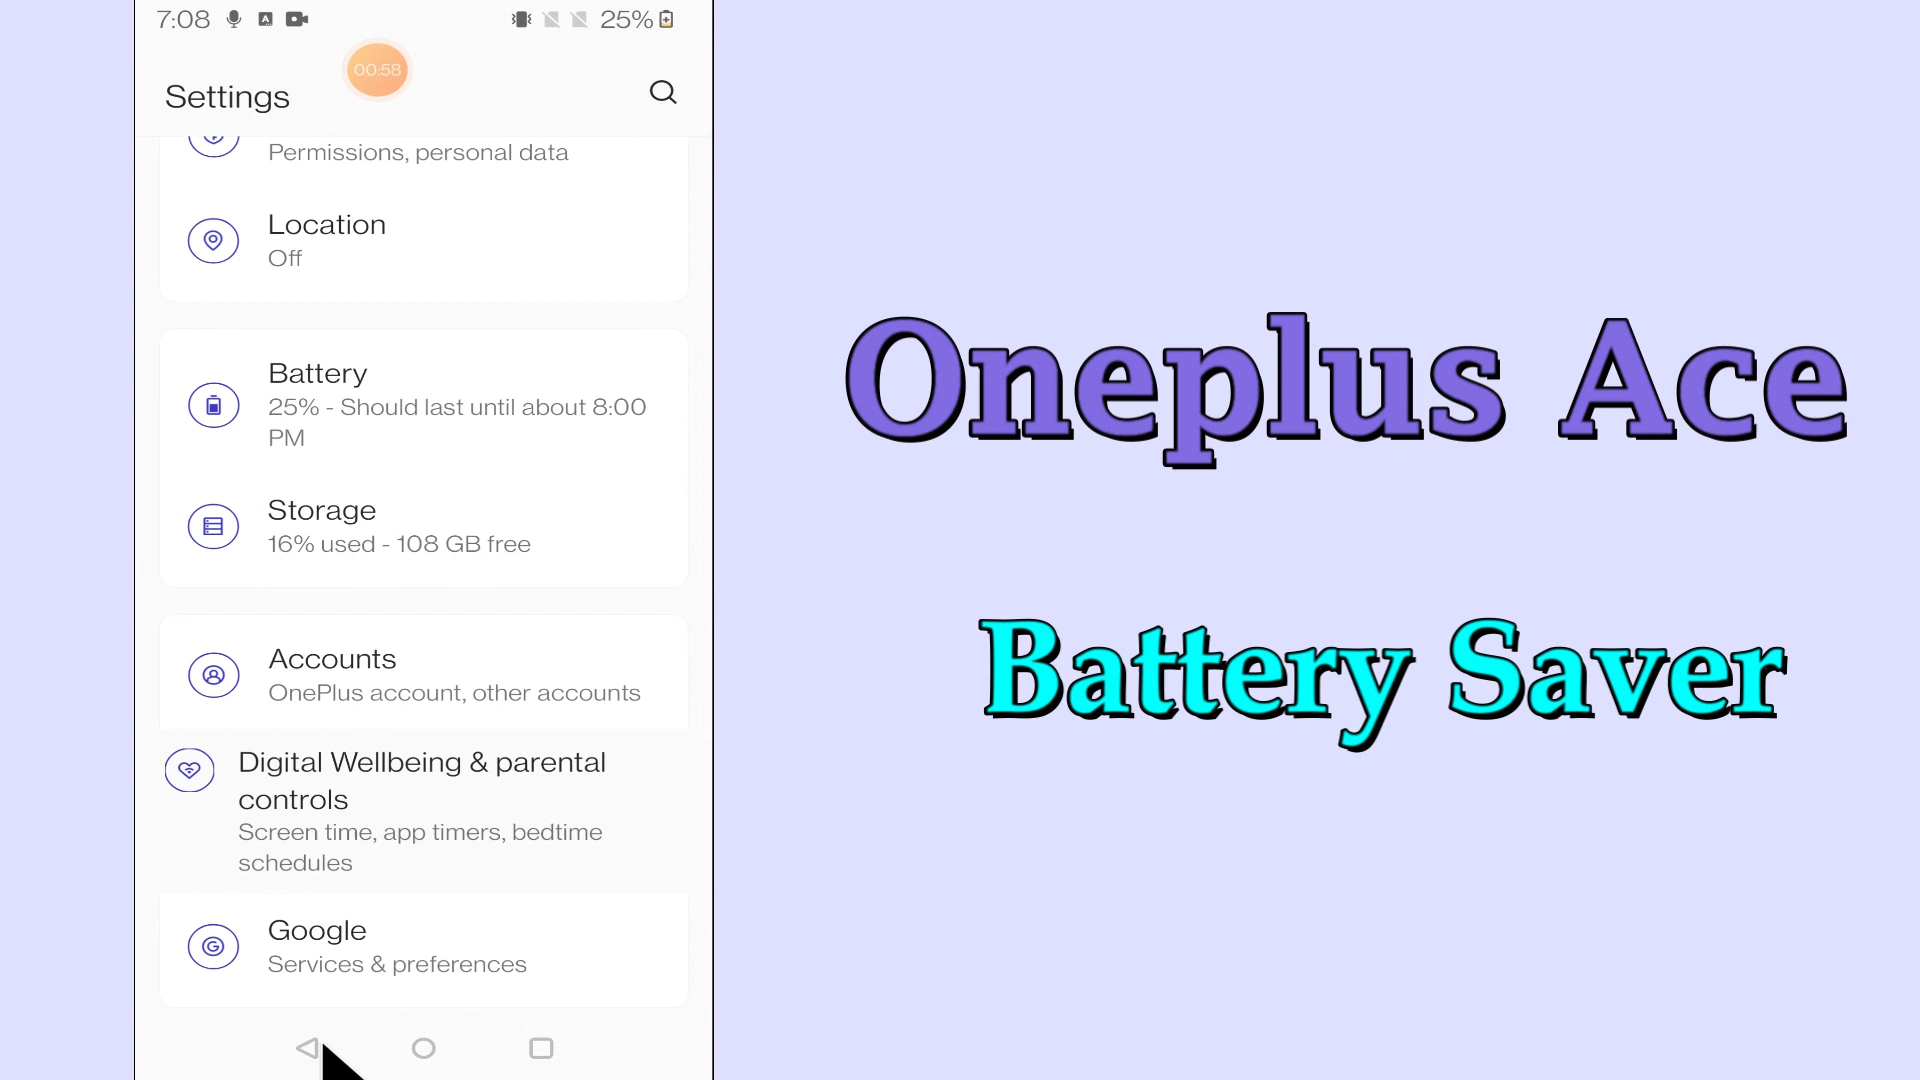 7:08
25%
00:58
Settings
Permissions, personal data
Location
Off
Battery
25% - Should last until about 8:00
PM
Storage
16% used - 108 GB free
Accounts
OnePlus account, other accounts
Digital Wellbeing & parental
controls
Screen time, app timers, bedtime
schedules
Google
Services & preferences
Oneplus Ace
Battery Saver